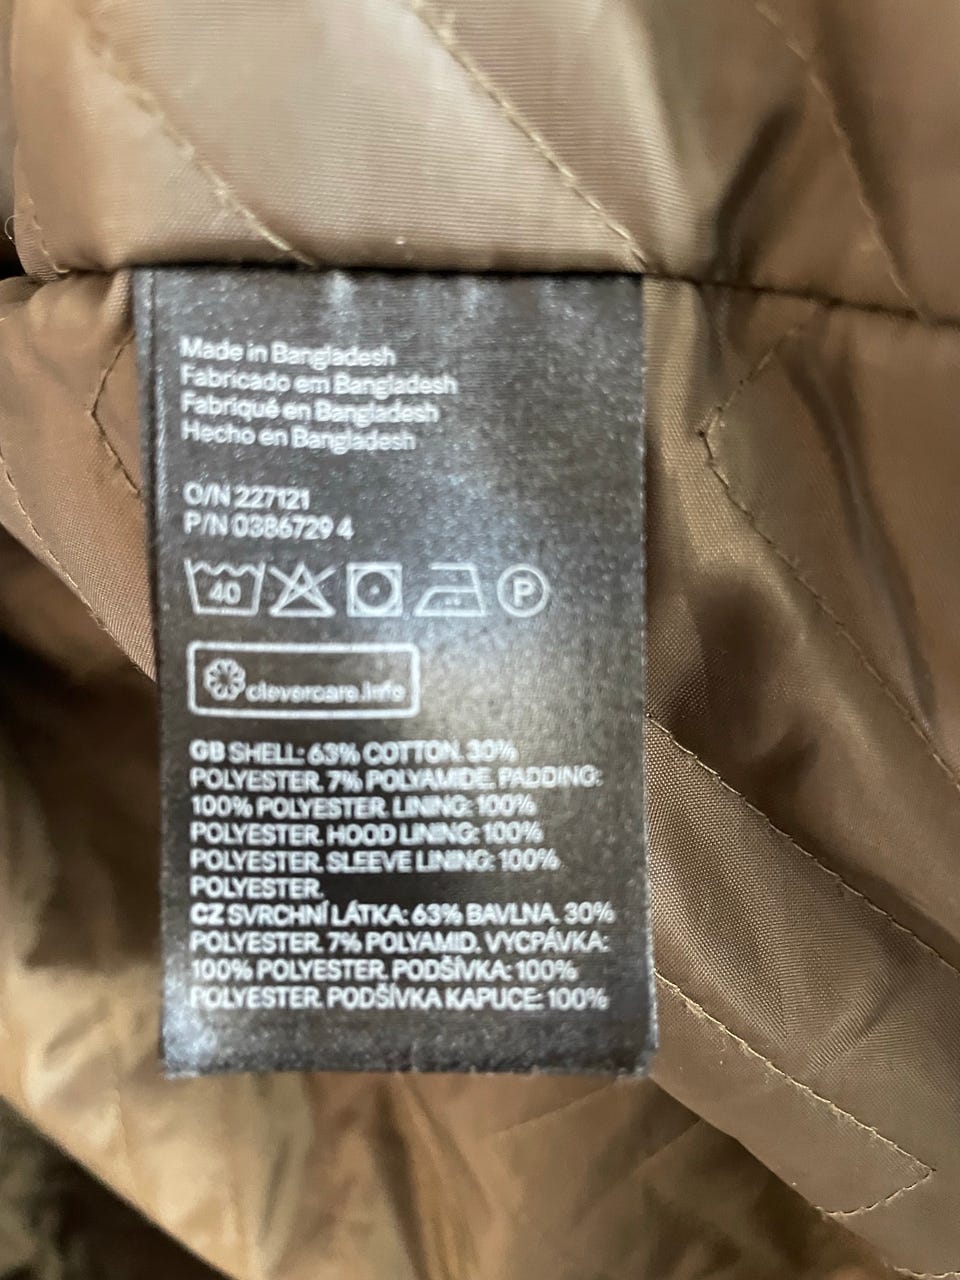 Made in Bangladesh
Fabricado em Bangladesh
Fabriqué en Bangladesh
Hecho en Bangladesh
O/N 227121
P/N 0386729 4
40
P
clevercare.info
GB SHELL: 63% COTTON. 30%
POLYESTER. 7% POLYAMIDE. PADDING:
100% POLYESTER. LINING: 100%
POLYESTER. HOOD LINING: 100%
POLYESTER. SLEEVE LINING: 100%
POLYESTER.
CZ SVRCHNÍ LÁTKA: 63% BAVLNA. 30%
POLYESTER. 7% POLYAMID. VYCPÁVKA:
100% POLYESTER. PODŠÍVKA: 100%
POLYESTER. PODŠÍVKA KAPUCE: 100%